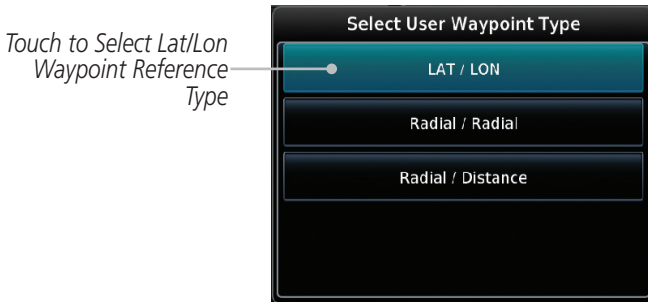 Touch to Select Lat/Lon
Waypoint Reference
Type
Select User Waypoint Type
LAT / LON
Radial / Radial
Radial / Distance